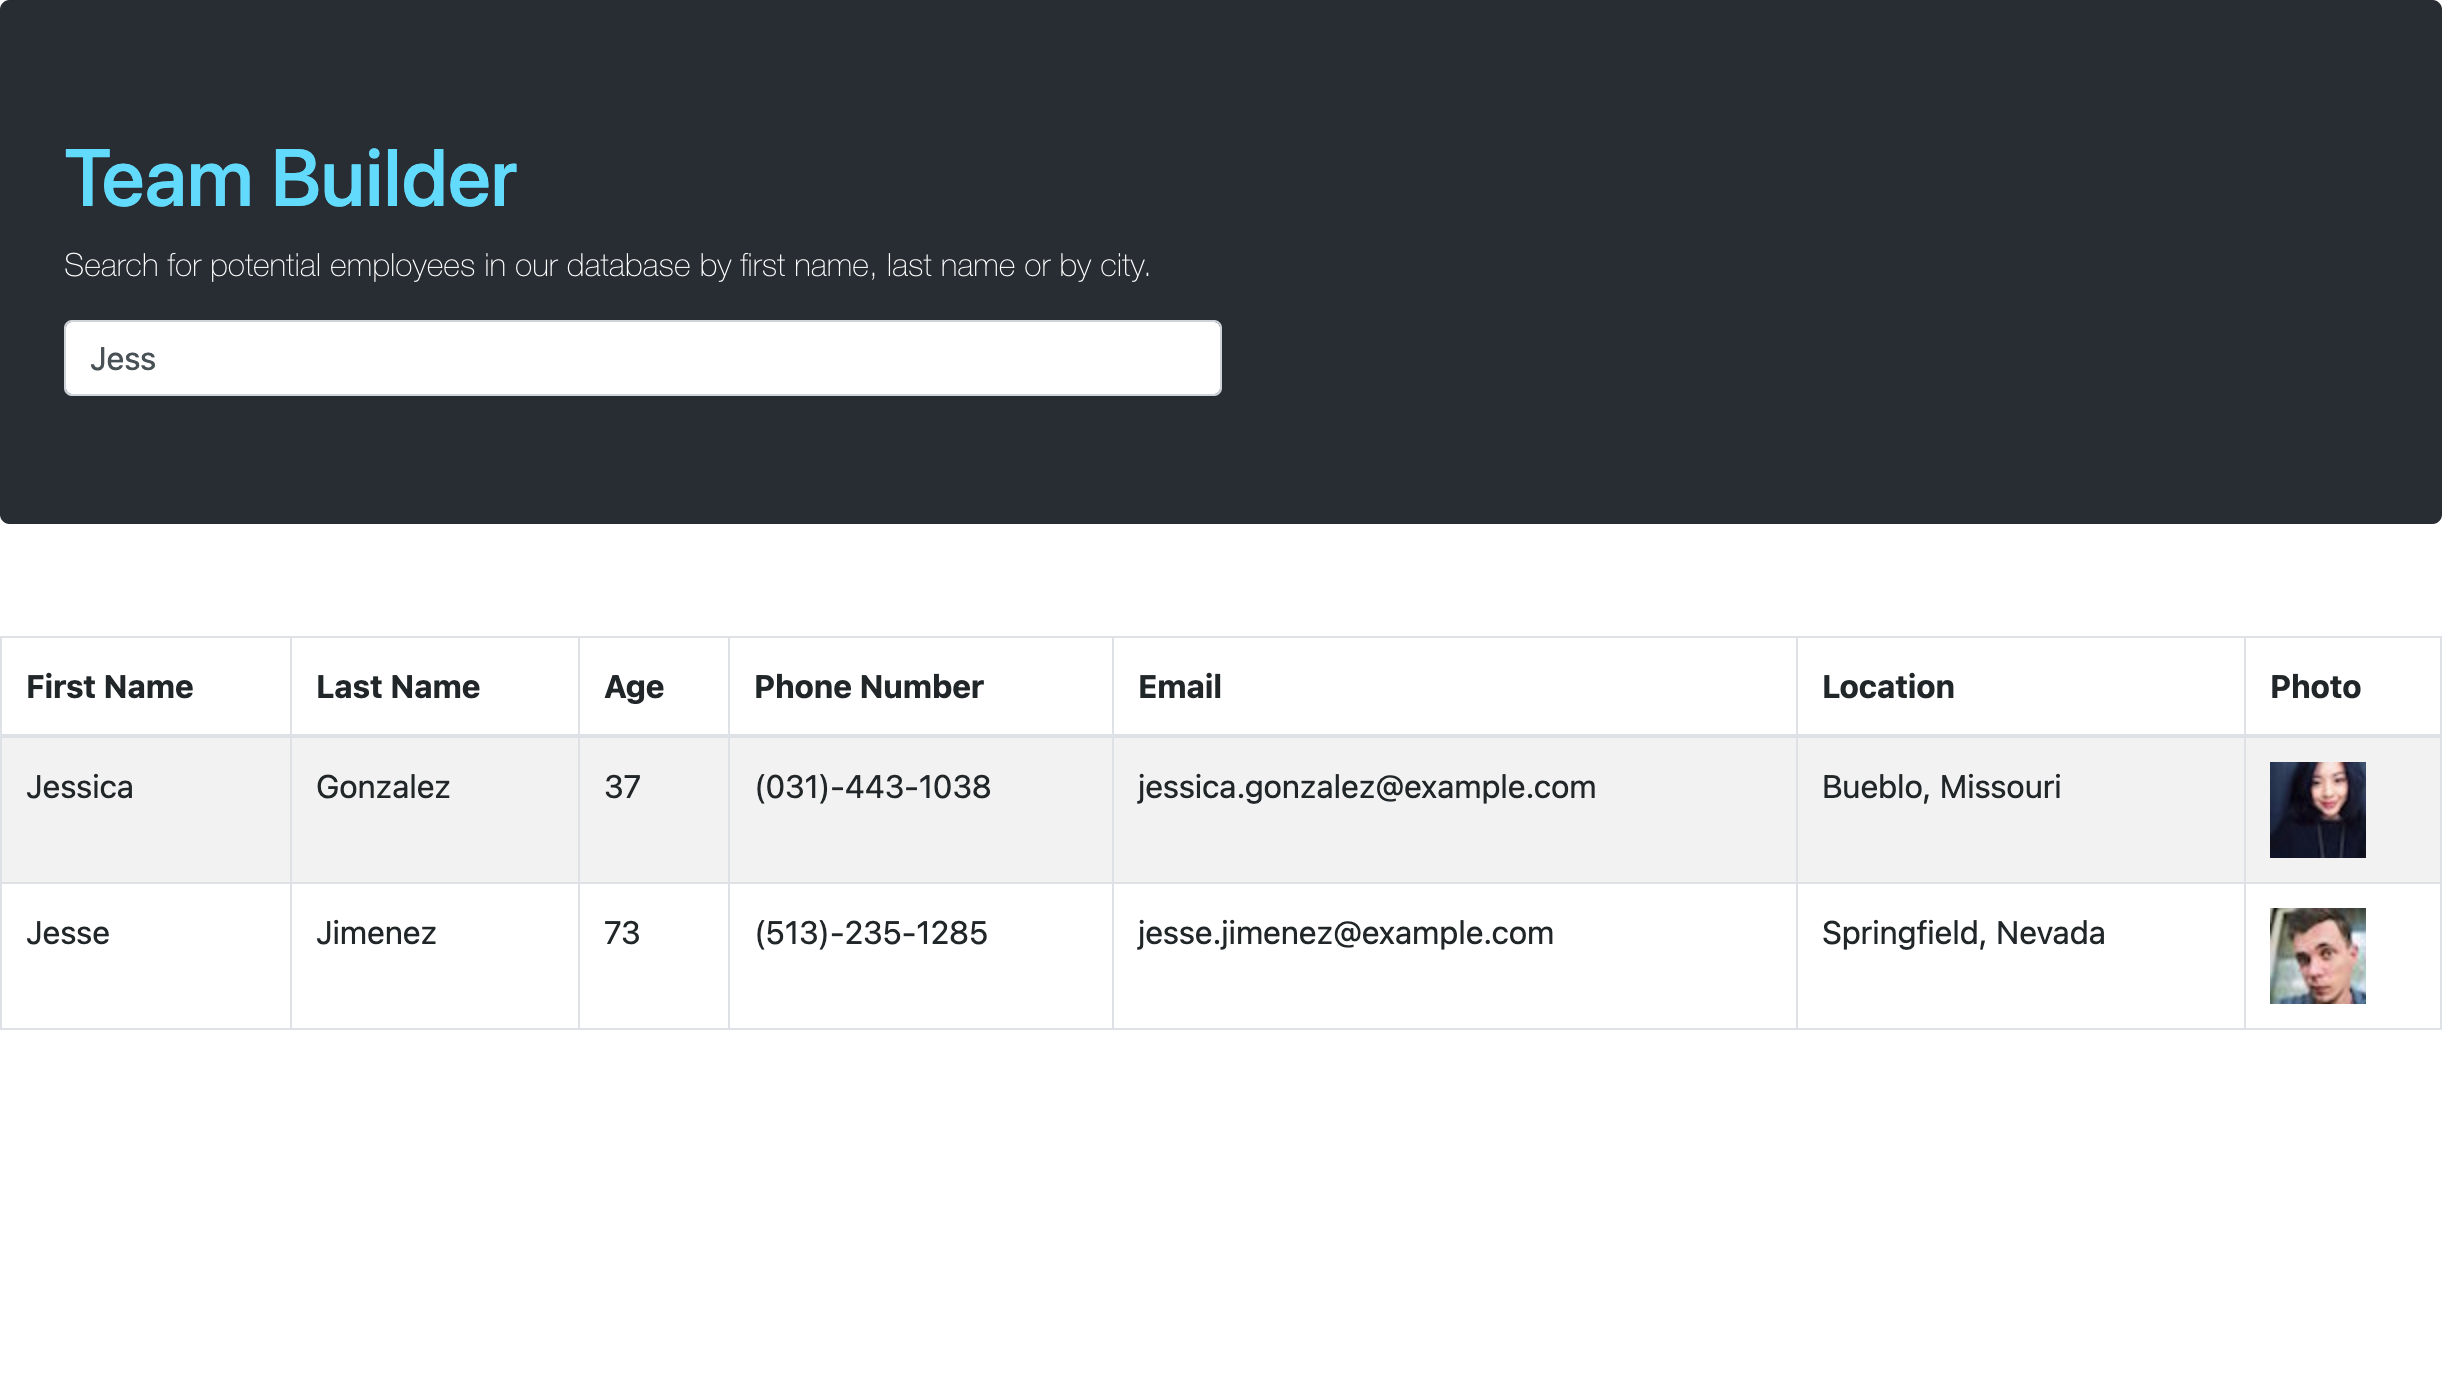 Team Builder
Search for potential employees in our database by first name, last name or by city.
Jess
First Name Last Name Age Phone Number Email Location Photo
Jessica Gonzalez 37 (031)-443-1038 jessica.gonzalez@example.com Bueblo, Missouri
Jesse Jimenez 73 (513)-235-1285 jesse.jimenez@example.com Springfield, Nevada